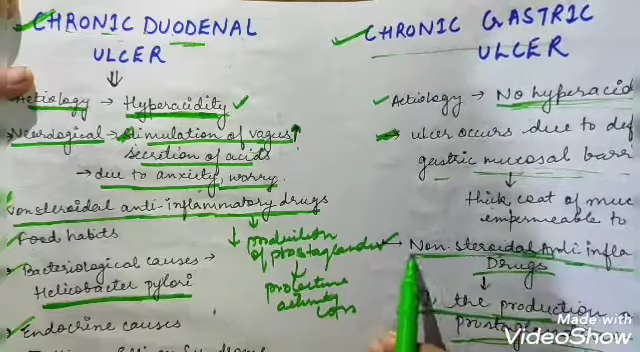 CHRONIC DUODENAL
ULCER
Aetiology → Hyperacidity
Neurological → Stimulation of vagus↑
secretion of acids
→ due to anxiety, worry
Nonsteroidal anti-inflammatory drugs
↓ production
of prostaglandin
protective
activity
loss
Food habits
Bacteriological causes →
Helicobacter pylori
Endocrine causes
CHRONIC GASTRIC
ULCER
Aetiology → No hyperacid
ulcer occurs due to def
gastric mucosal barr
thick coat of muc
impermeable to
→ Non-steroidal Anti infla
Drugs
the production
Made with
VideoShow